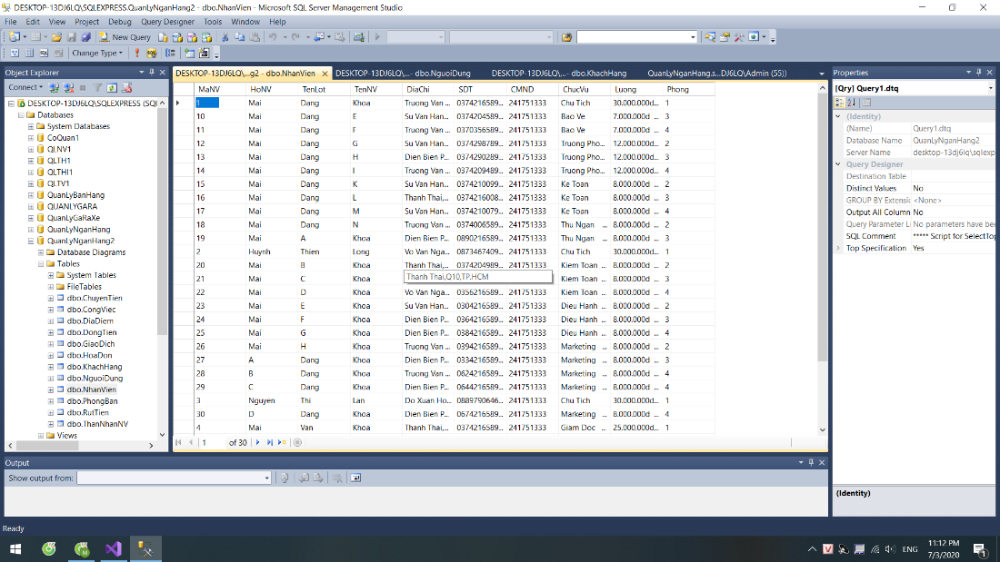 DESKTOP-13DJ6LQ\SQLEXPRESS.QuanLyNganHang2 - dbo.NhanVien - Microsoft SQL Server Management Studio
File Edit View Project Debug Query Designer Tools Window Help
New Query
Change Type
Object Explorer
Connect
DESKTOP-13DJ6LQ\SQLEXPRESS (SQL
Databases
System Databases
CoQuan1
QLNV1
QLTH1
QLTHI1
QLTV1
QuanLyBanHang
QUANLYGARA
QuanLyGaRaXe
QuanLyNganHang
QuanLyNganHang2
Database Diagrams
Tables
System Tables
FileTables
dbo.ChuyenTien
dbo.CongViec
dbo.DiaDiem
dbo.DongTien
dbo.GiaoDich
dbo.HoaDon
dbo.KhachHang
dbo.NguoiDung
dbo.NhanVien
dbo.PhongBan
dbo.RutTien
dbo.ThanNhanNV
Views
DESKTOP-13DJ6LQ\...g2 - dbo.NhanVien DESKTOP-13DJ6LQ\...- dbo.NguoiDung DESKTOP-13DJ6LQ\...- dbo.KhachHang QuanLyNganHang.s...DJ6LQ\Admin (55))
MaNV HoNV TenLot TenNV DiaChi SDT CMND ChucVu Luong Phong
1 Mai Dang Khoa Truong Van ... 0374216589... 241751333 Chu Tich 30.000.000d... 1
10 Mai Dang E Su Van Han... 0374204589... 241751333 Bao Ve 7.000.000d ... 3
11 Mai Dang F Truong Van ... 0370356589... 241751333 Bao Ve 7.000.000d ... 4
12 Mai Dang G Su Van Han... 0374298789... 241751333 Truong Pho... 12.000.000d... 2
13 Mai Dang H Dien Bien P... 0374290289... 241751333 Truong Pho... 12.000.000d... 3
14 Mai Dang I Truong Van ... 0374209489... 241751333 Truong Pho... 12.000.000d... 4
15 Mai Dang K Su Van Han... 0374210099... 241751333 Ke Toan 8.000.000d ... 2
16 Mai Dang L Thanh Thai,... 0374216008... 241751333 Ke Toan 8.000.000d ... 3
17 Mai Dang M Su Van Han... 0374210079... 241751333 Ke Toan 8.000.000d ... 4
18 Mai Dang N Truong Van ... 0374006589... 241751333 Thu Ngan 8.000.000d ... 2
19 Mai Dang A Dien Bien P... 0890216589... 241751333 Thu Ngan 8.000.000d ... 3
2 Huynh Thien Long Vo Van Nga... 0873467409... 241751333 Chu Tich 30.000.000d... 1
20 Mai B Khoa Thanh Thai,... 0374204989... 241751333 Kiem Toan 8.000.000d ... 2
21 Mai C Khoa Kiem Toan 8.000.000d ... 3
Thanh Thai,Q10,TP.HCM
22 Mai D Khoa Vo Van Nga... 0356216589... 241751333 Kiem Toan 8.000.000d ... 4
23 Mai E Khoa Su Van Han... 0304216589... 241751333 Dieu Hanh 8.000.000d ... 2
24 Mai F Khoa Dien Bien P... 0364216589... 241751333 Dieu Hanh 8.000.000d ... 3
25 Mai G Khoa Dien Bien P... 0384216589... 241751333 Dieu Hanh 8.000.000d ... 4
26 Mai H Khoa Truong Van ... 0394216589... 241751333 Marketing 8.000.000d ... 2
27 A Dang Khoa Dien Bien P... 0334216589... 241751333 Marketing 8.000.000d ... 3
28 B Dang Khoa Truong Van ... 0624216589... 241751333 Marketing 8.000.000d ... 4
29 C Dang Khoa Dien Bien P... 0644216589... 241751333 Marketing 8.000.000d ... 4
3 Nguyen Thi Lan Do Xuan Ho... 0889790646... 241751333 Chu Tich 30.000.000d... 1
30 D Dang Khoa Dien Bien P... 0674216589... 241751333 Marketing 8.000.000d ... 4
4 Mai Van Khoa Thanh Thai,... 0374216589... 241751333 Giam Doc 25.000.000d... 1
1 of 30
Properties
[Qry] Query1.dtq
(Identity)
(Name) Query1.dtq
Database Name QuanLyNganHang2
Server Name desktop-13dj6lq\sqlexp
Query Designer
Destination Table
Distinct Values No
GROUP BY Extensio <None>
Output All Column No
Query Parameter Li No parameters have bee
SQL Comment ***** Script for SelectTop
Top Specification Yes
(Identity)
Output
Show output from:
Ready
ENG
11:12 PM
7/3/2020
1